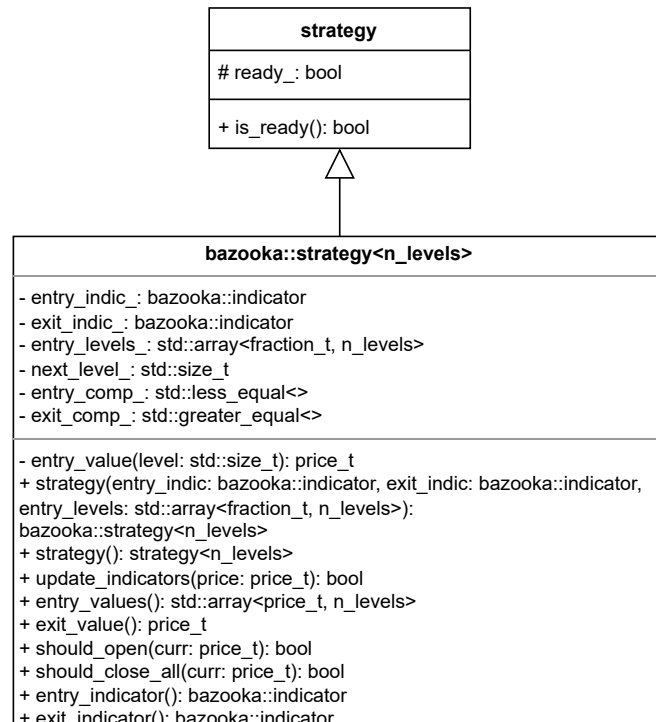 strategy
# ready_: bool
+ is_ready(): bool
bazooka::strategy<n_levels>
- entry_indic_: bazooka::indicator
- exit_indic_: bazooka::indicator
- entry_levels_: std::array<fraction_t, n_levels>
- next_level_: std::size_t
- entry_comp_: std::less_equal<>
- exit_comp_: std::greater_equal<>
- entry_value(level: std::size_t): price_t
+ strategy(entry_indic: bazooka::indicator, exit_indic: bazooka::indicator,
entry_levels: std::array<fraction_t, n_levels>):
bazooka::strategy<n_levels>
+ strategy(): strategy<n_levels>
+ update_indicators(price: price_t): bool
+ entry_values(): std::array<price_t, n_levels>
+ exit_value(): price_t
+ should_open(curr: price_t): bool
+ should_close_all(curr: price_t): bool
+ entry_indicator(): bazooka::indicator
+ exit_indicator(): bazooka::indicator